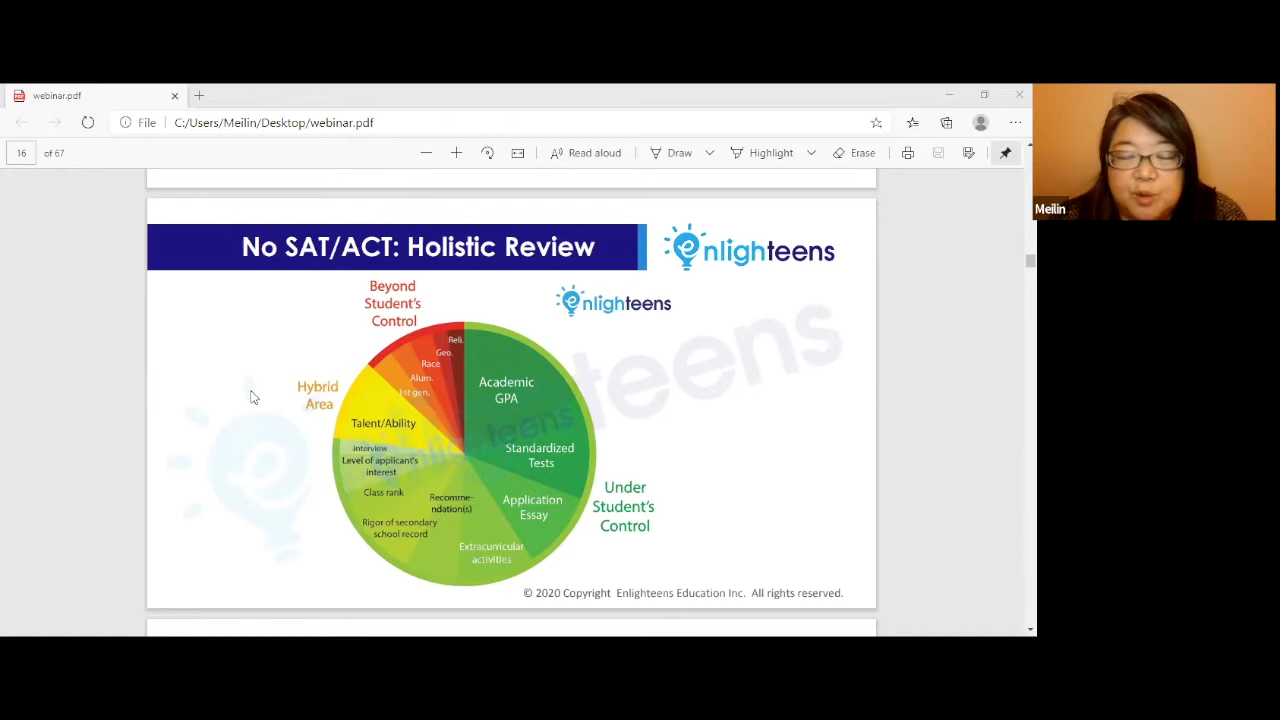 webinar.pdf
File
C:/Users/Meilin/Desktop/webinar.pdf
16
of 67
Read aloud
Draw
Highlight
Erase
Meilin
No SAT/ACT: Holistic Review
enlighteens
enlighteens
Beyond
Student's
Control
Reli.
Geo.
Race
Alum.
1st gen.
Hybrid
Area
Talent/Ability
Academic
GPA
Interview
Level of applicant's
interest
Standardized
Tests
Class rank
Recomme-
ndation(s)
Application
Essay
Under
Student's
Control
Rigor of secondary
school record
Extracurricular
activities
enlighteens
© 2020 Copyright Enlighteens Education Inc. All rights reserved.